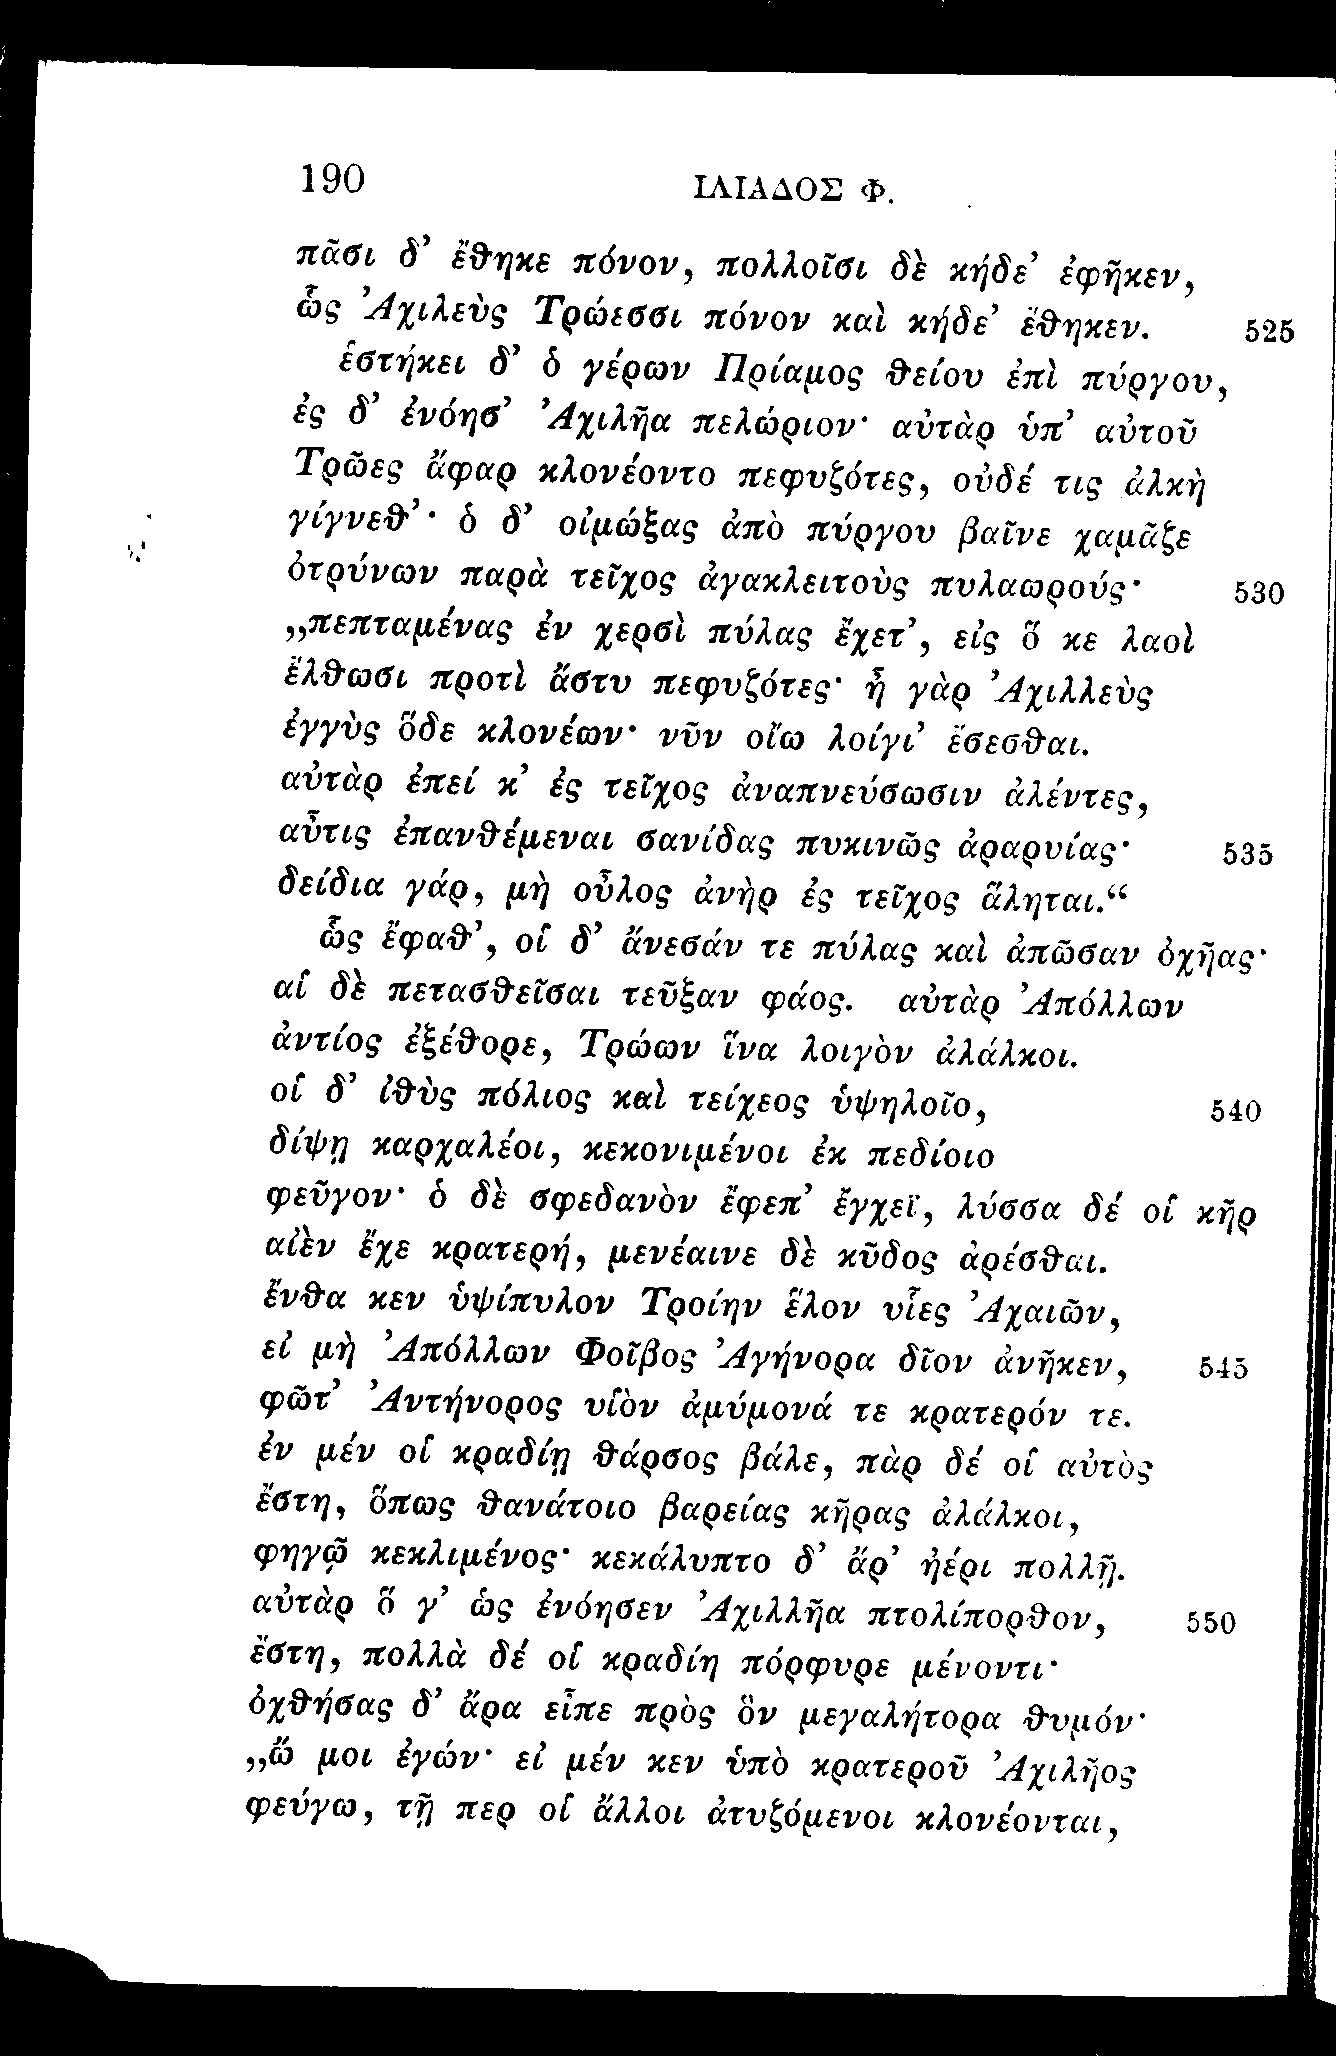 190 ΙΛΙΑΔΟΣ Φ.
πᾶσι δ’ ἔθηκε πόνον, πολλοῖσι δὲ κήδε’ ἐφῆκεν,
ὣς Ἀχιλεὺς Τρώεσσι πόνον καὶ κήδε’ ἔθηκεν. 525
ἑστήκει δ’ ὁ γέρων Πρίαμος θείου ἐπὶ πύργου,
ἐς δ’ ἐνόησ’ Ἀχιλῆα πελώριον· αὐτὰρ ὑπ’ αὐτοῦ
Τρῶες ἄφαρ κλονέοντο πεφυζότες, οὐδέ τις ἀλκὴ
γίγνεθ’· ὁ δ’ οἰμώξας ἀπὸ πύργου βαῖνε χαμᾶζε
ὀτρύνων παρὰ τεῖχος ἀγακλειτοὺς πυλαωρούς· 530
„πεπταμένας ἐν χερσὶ πύλας ἔχετ’, εἰς ὅ κε λαοὶ
ἔλθωσι προτὶ ἄστυ πεφυζότες· ἦ γὰρ Ἀχιλλεὺς
ἐγγὺς ὅδε κλονέων· νῦν οἴω λοίγι’ ἔσεσθαι.
αὐτὰρ ἐπεί κ’ ἐς τεῖχος ἀναπνεύσωσιν ἀλέντες,
αὖτις ἐπανθέμεναι σανίδας πυκινῶς ἀραρυίας· 535
δείδια γάρ, μὴ οὖλος ἀνὴρ ἐς τεῖχος ἅληται.“
ὣς ἔφαθ’, οἱ δ’ ἄνεσάν τε πύλας καὶ ἀπῶσαν ὀχῆας·
αἱ δὲ πετασθεῖσαι τεῦξαν φάος. αὐτὰρ Ἀπόλλων
ἀντίος ἐξέθορε, Τρώων ἵνα λοιγὸν ἀλάλκοι.
οἱ δ’ ἰθὺς πόλιος καὶ τείχεος ὑψηλοῖο, 540
δίψῃ καρχαλέοι, κεκονιμένοι ἐκ πεδίοιο
φεῦγον· ὁ δὲ σφεδανὸν ἔφεπ’ ἔγχεϊ, λύσσα δέ οἱ κῆρ
αἰὲν ἔχε κρατερή, μενέαινε δὲ κῦδος ἀρέσθαι.
ἔνθα κεν ὑψίπυλον Τροίην ἕλον υἷες Ἀχαιῶν,
εἰ μὴ Ἀπόλλων Φοῖβος Ἀγήνορα δῖον ἀνῆκεν, 545
φῶτ’ Ἀντήνορος υἱὸν ἀμύμονά τε κρατερόν τε.
ἐν μέν οἱ κραδίῃ θάρσος βάλε, πὰρ δέ οἱ αὐτὸς
ἔστη, ὅπως θανάτοιο βαρείας κῆρας ἀλάλκοι,
φηγῷ κεκλιμένος· κεκάλυπτο δ’ ἄρ’ ἠέρι πολλῇ.
αὐτὰρ ὅ γ’ ὡς ἐνόησεν Ἀχιλλῆα πτολίπορθον, 550
ἔστη, πολλὰ δέ οἱ κραδίη πόρφυρε μένοντι·
ὀχθήσας δ’ ἄρα εἶπε πρὸς ὃν μεγαλήτορα θυμόν·
„ὤ μοι ἐγών· εἰ μέν κεν ὑπὸ κρατεροῦ Ἀχιλῆος
φεύγω, τῇ περ οἱ ἄλλοι ἀτυζόμενοι κλονέονται,